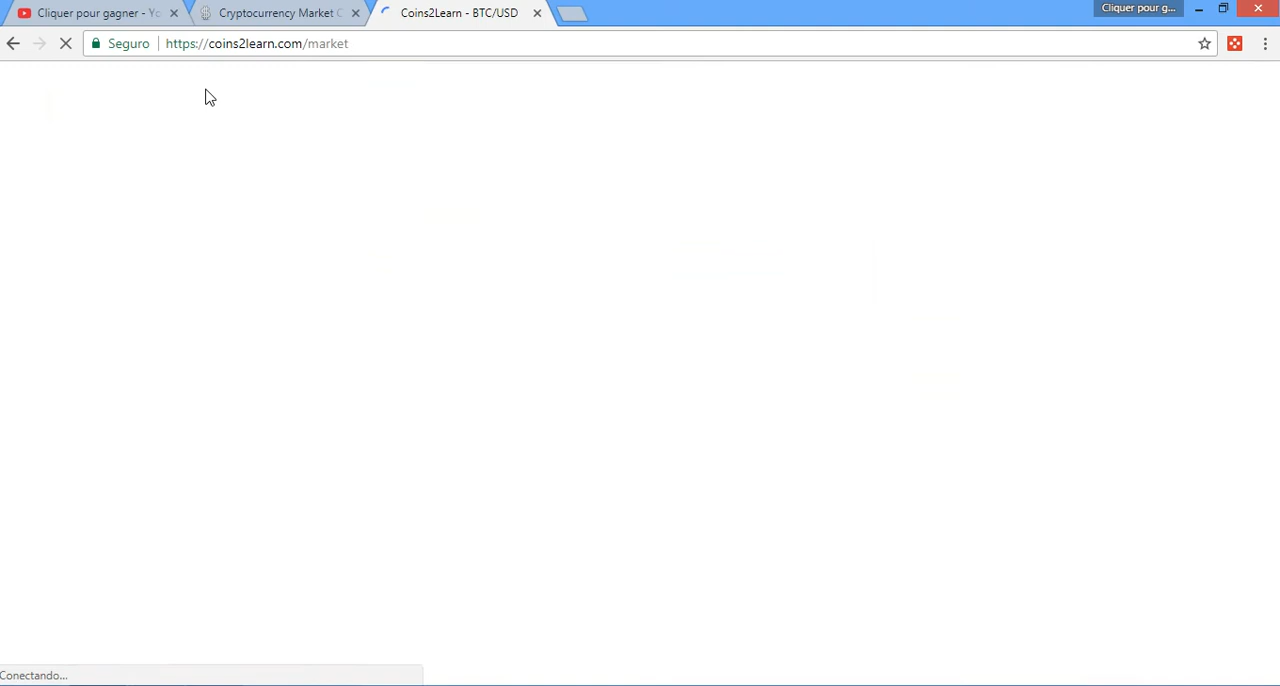 Cliquer pour gagner - Yo
Cryptocurrency Market C
Coins2Learn - BTC/USD
Cliquer pour g...
Seguro
https://coins2learn.com/market
Conectando...